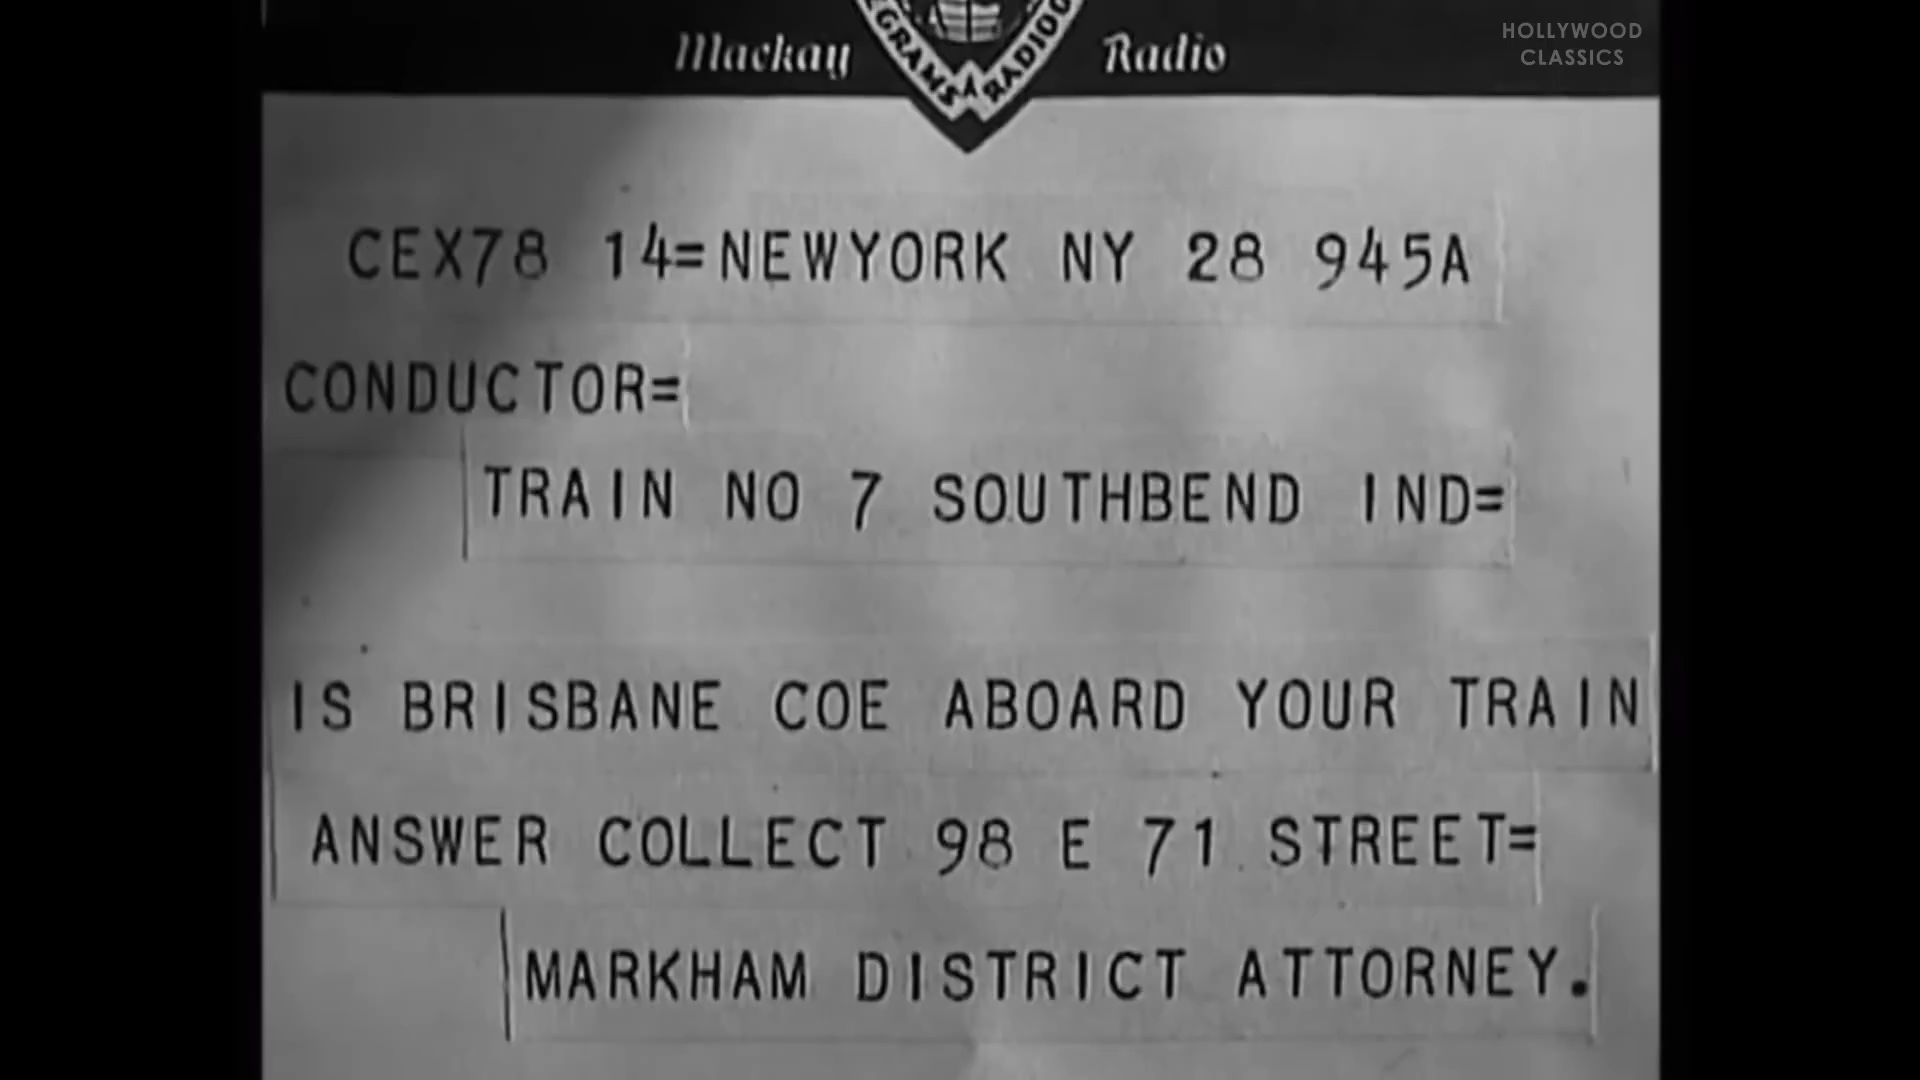 Mackay Radio
HOLLYWOOD
CLASSICS
CEX78 14=NEWYORK NY 28 945A
CONDUCTOR=
TRAIN NO 7 SOUTHBEND IND=
IS BRISBANE COE ABOARD YOUR TRAIN
ANSWER COLLECT 98 E 71 STREET=
MARKHAM DISTRICT ATTORNEY.